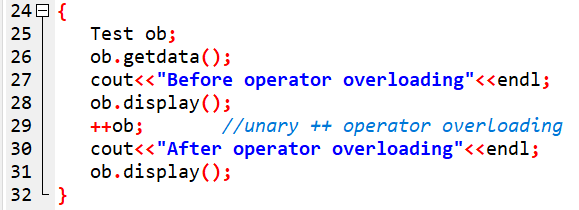 24 {
25 Test ob;
26 ob.getdata();
27 cout<<"Before operator overloading"<<endl;
28 ob.display();
29 ++ob; //unary ++ operator overloading
30 cout<<"After operator overloading"<<endl;
31 ob.display();
32 }